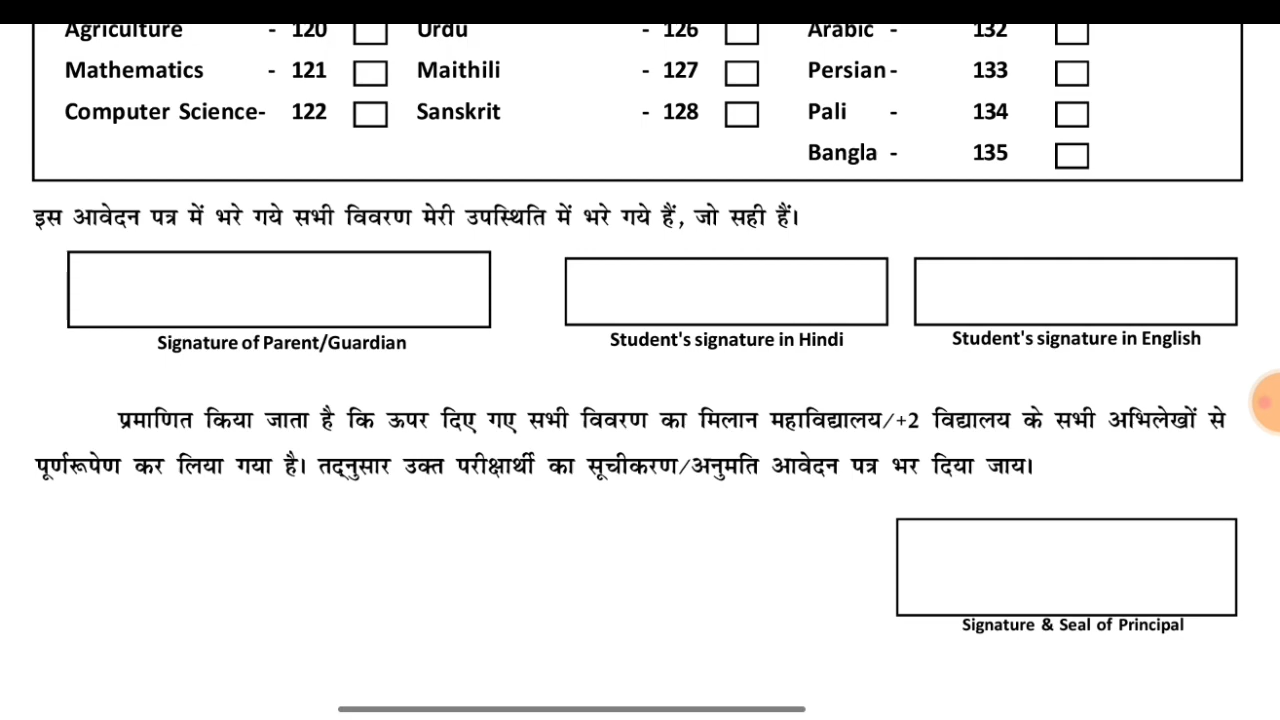 Agriculture - 120 Urdu - 126 Arabic - 132
Mathematics - 121 Maithili - 127 Persian - 133
Computer Science- 122 Sanskrit - 128 Pali - 134
Bangla - 135
इस आवेदन पत्र में भरे गये सभी विवरण मेरी उपस्थिति में भरे गये हैं, जो सही हैं।
Signature of Parent/Guardian Student's signature in Hindi Student's signature in English
प्रमाणित किया जाता है कि ऊपर दिए गए सभी विवरण का मिलान महाविद्यालय/+2 विद्यालय के सभी अभिलेखों से
पूर्णरूपेण कर लिया गया है। तद्नुसार उक्त परीक्षार्थी का सूचीकरण/अनुमति आवेदन पत्र भर दिया जाय।
Signature & Seal of Principal